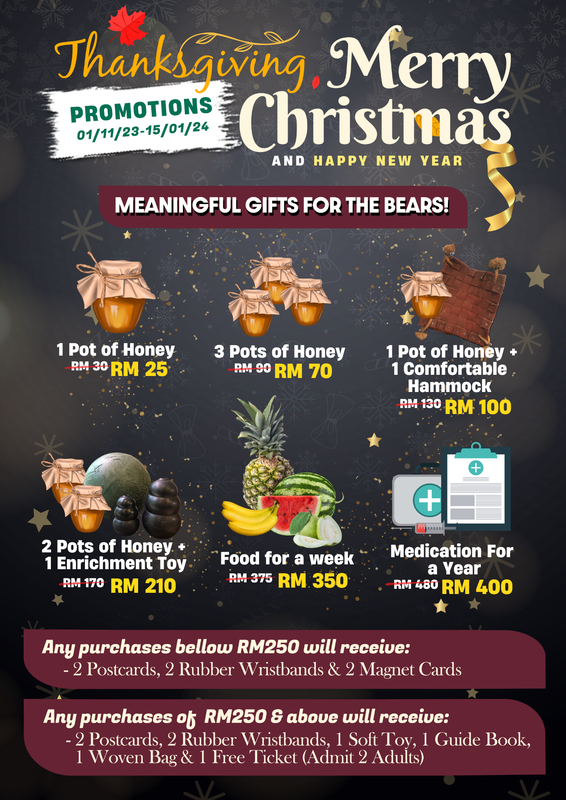 Thanksgiving,
Merry
Christmas
PROMOTIONS
01/11/23-15/01/24
AND HAPPY NEW YEAR
MEANINGFUL GIFTS FOR THE BEARS!
1 Pot of Honey
RM 30 RM 25
3 Pots of Honey
RM 90 RM 70
1 Pot of Honey +
1 Comfortable
Hammock
RM 130 RM 100
2 Pots of Honey +
1 Enrichment Toy
RM 170 RM 210
Food for a week
RM 375 RM 350
Medication For
a Year
RM 480 RM 400
Any purchases bellow RM250 will receive:
- 2 Postcards, 2 Rubber Wristbands & 2 Magnet Cards
Any purchases of RM250 & above will receive:
- 2 Postcards, 2 Rubber Wristbands, 1 Soft Toy, 1 Guide Book,
1 Woven Bag & 1 Free Ticket (Admit 2 Adults)